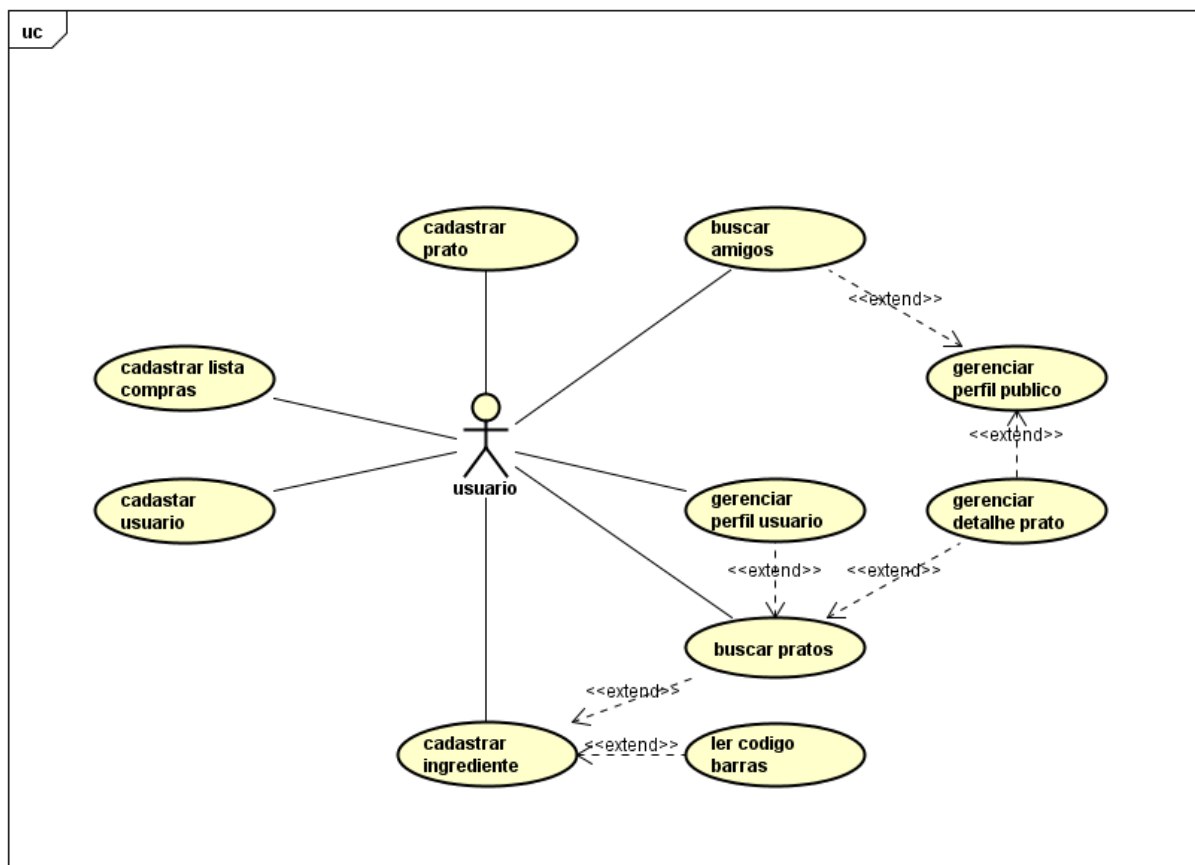 uc
cadastrar
prato
buscar
amigos
<<extend>>
cadastrar lista
compras
gerenciar
perfil publico
<<extend>>
usuario
cadastar
usuario
gerenciar
perfil usuario
gerenciar
detalhe prato
<<extend>>
<<extend>>
buscar pratos
<<extend>>
cadastrar
ingrediente
<<extend>>
ler codigo
barras